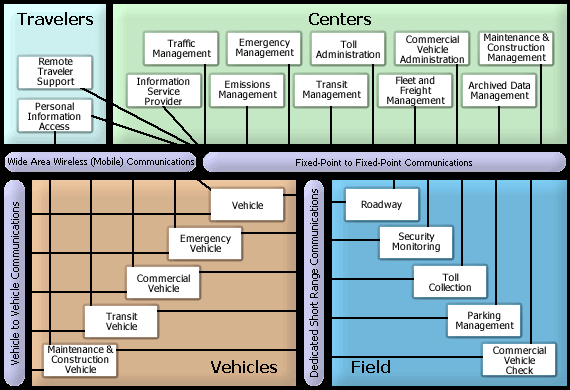 Travelers
Centers
Remote
Traveler
Support
Personal
Information
Access
Traffic
Management
Emergency
Management
Toll
Administration
Commercial
Vehicle
Administration
Maintenance &
Construction
Management
Information
Service
Provider
Emissions
Management
Transit
Management
Fleet and
Freight
Management
Archived Data
Management
Wide Area Wireless (Mobile) Communications
Fixed-Point to Fixed-Point Communications
Vehicle to Vehicle Communications
Vehicle
Emergency
Vehicle
Commercial
Vehicle
Transit
Vehicle
Maintenance &
Construction
Vehicle
Vehicles
Dedicated Short Range Communications
Roadway
Security
Monitoring
Toll
Collection
Parking
Management
Commercial
Vehicle
Check
Field